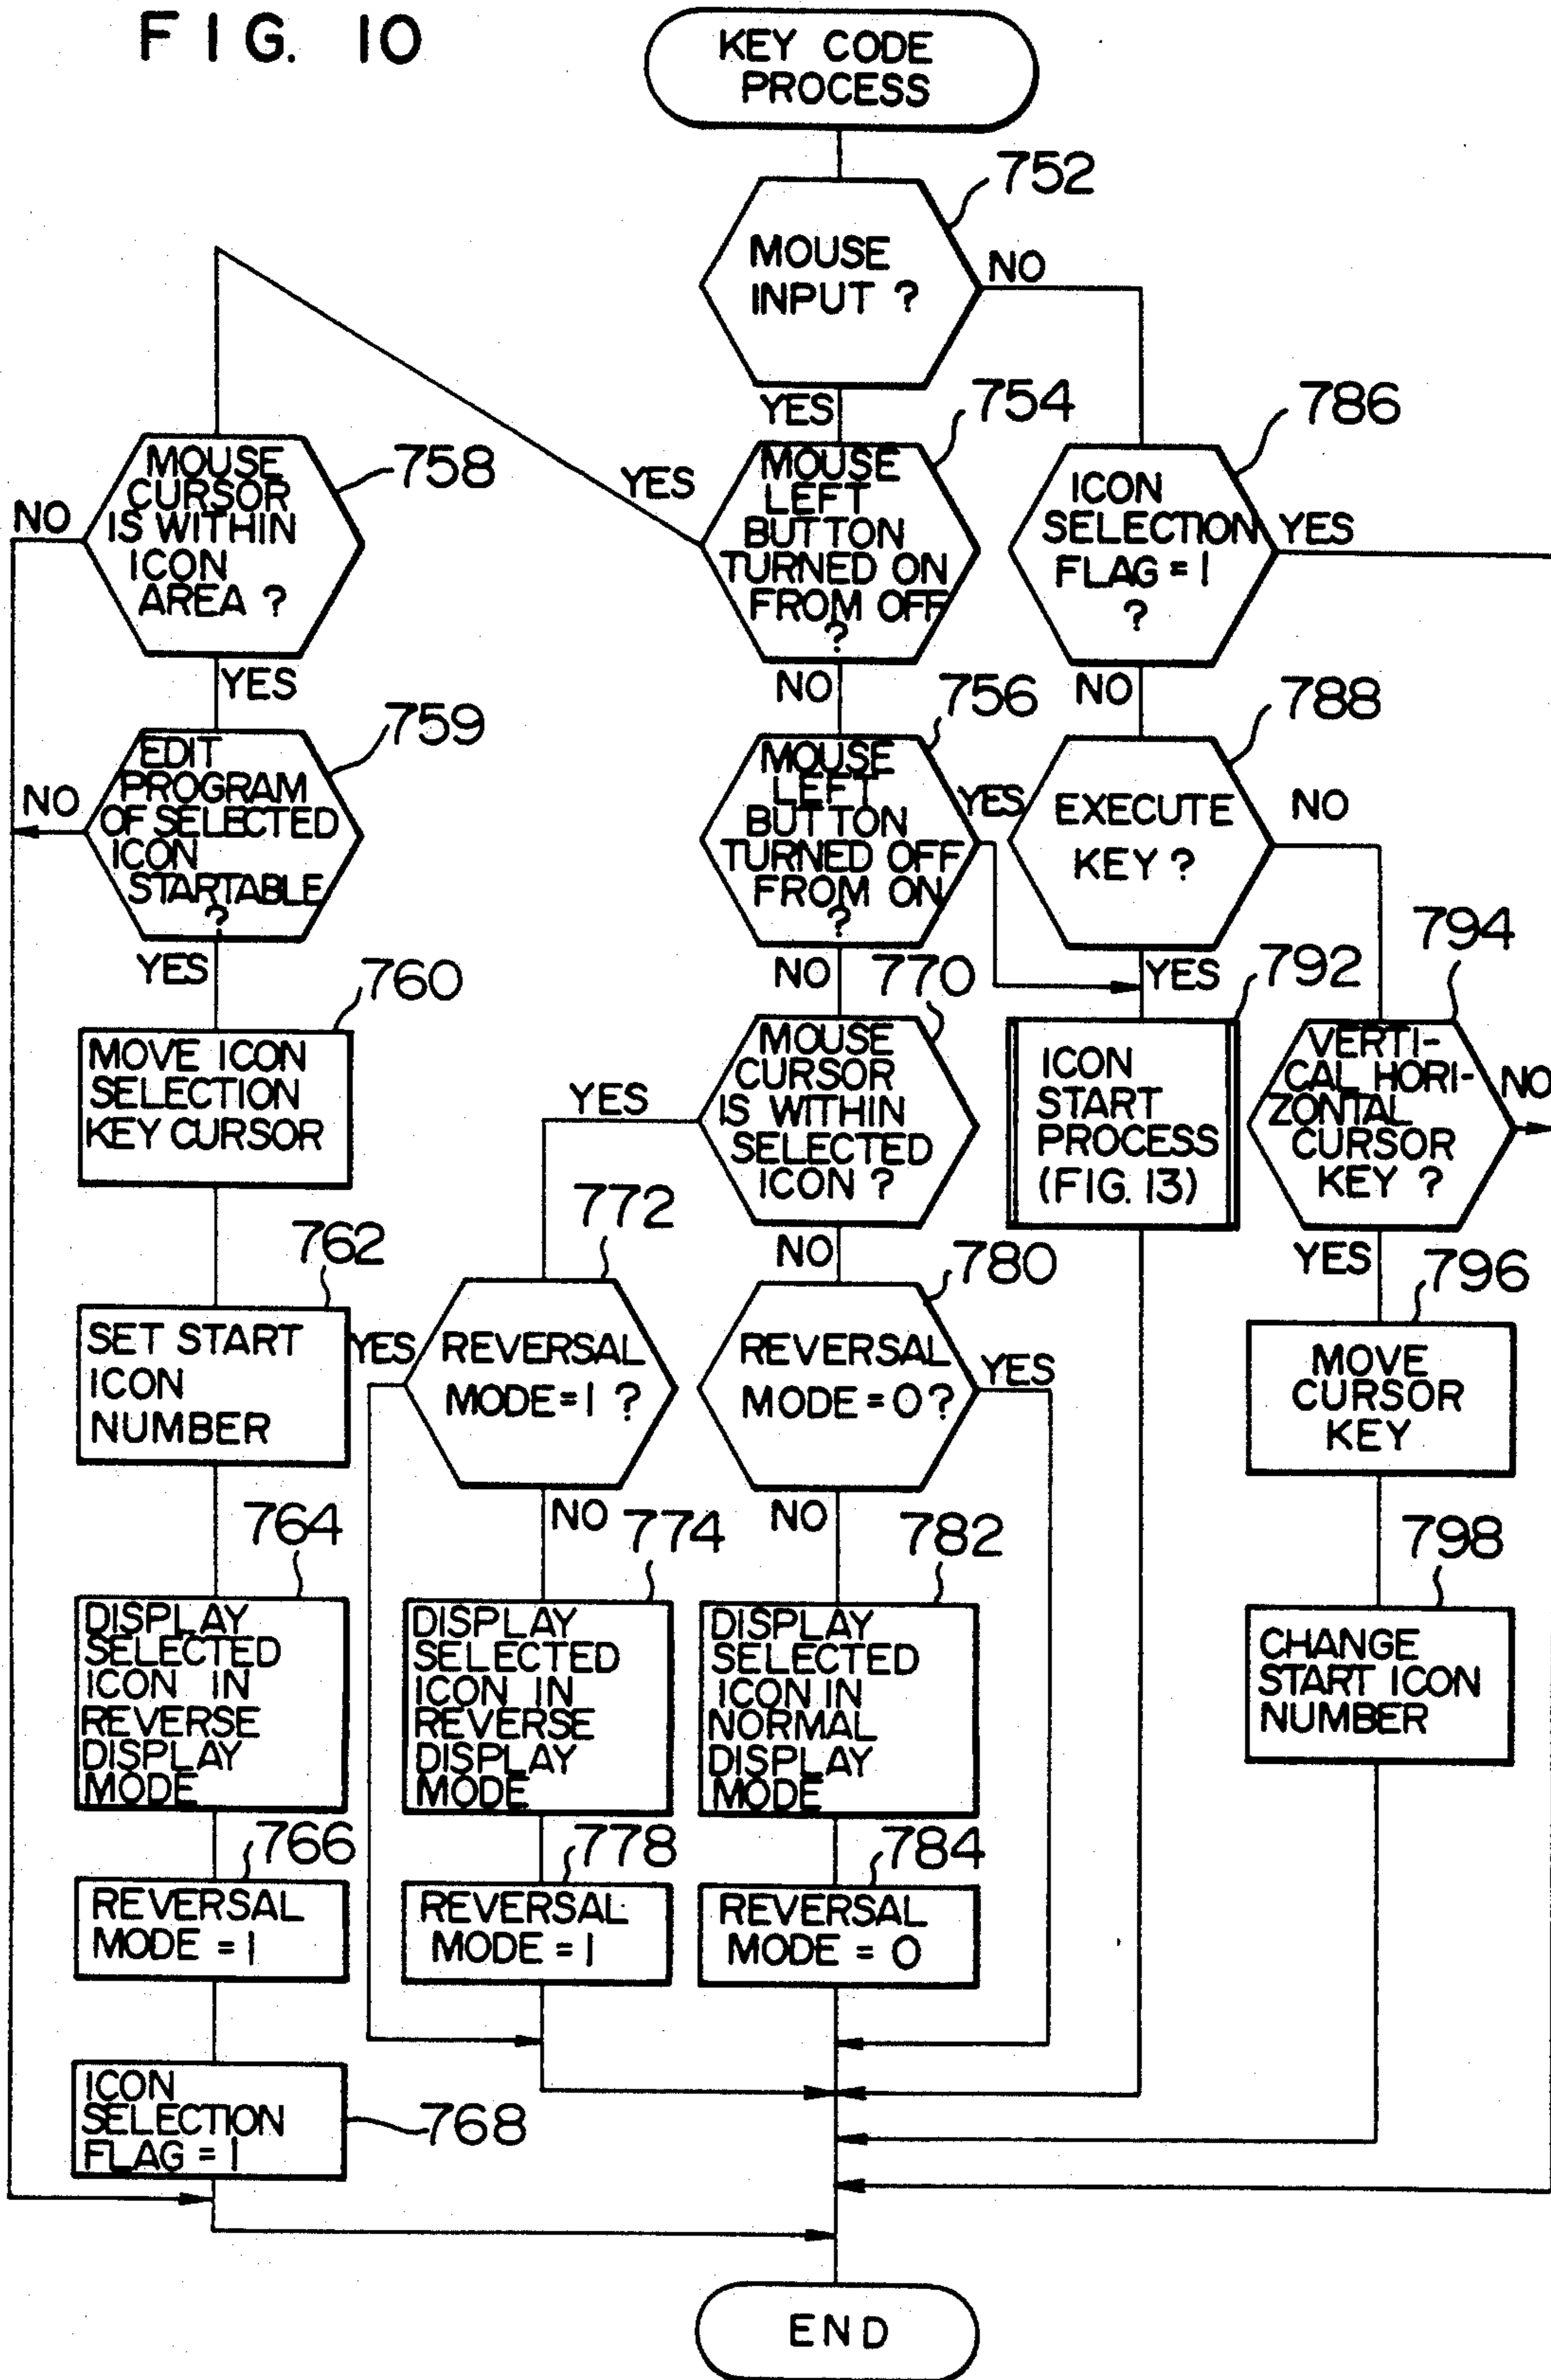 FIG. 10
KEY CODE
PROCESS
752
MOUSE
INPUT ?
NO
YES
754
MOUSE
LEFT
BUTTON
TURNED ON
FROM OFF
?
YES
NO
758
MOUSE
CURSOR
IS WITHIN
ICON
AREA ?
NO
YES
759
EDIT
PROGRAM
OF SELECTED
ICON
STARTABLE
?
NO
YES
760
MOVE ICON
SELECTION
KEY CURSOR
762
SET START
ICON
NUMBER
764
DISPLAY
SELECTED
ICON IN
REVERSE
DISPLAY
MODE
766
REVERSAL
MODE = 1
768
ICON
SELECTION
FLAG = 1
756
MOUSE
LEFT
BUTTON
TURNED OFF
FROM ON
?
YES
NO
770
MOUSE
CURSOR
IS WITHIN
SELECTED
ICON ?
YES
NO
772
REVERSAL
MODE=1 ?
YES
NO
774
DISPLAY
SELECTED
ICON IN
REVERSE
DISPLAY
MODE
778
REVERSAL
MODE = 1
780
REVERSAL
MODE = 0?
YES
NO
782
DISPLAY
SELECTED
ICON IN
NORMAL
DISPLAY
MODE
784
REVERSAL
MODE = 0
786
ICON
SELECTION
FLAG = 1
?
YES
NO
788
EXECUTE
KEY ?
NO
YES
792
ICON
START
PROCESS
(FIG. 13)
794
VERTI-
CAL HORI-
ZONTAL
CURSOR
KEY ?
NO
YES
796
MOVE
CURSOR
KEY
798
CHANGE
START ICON
NUMBER
END